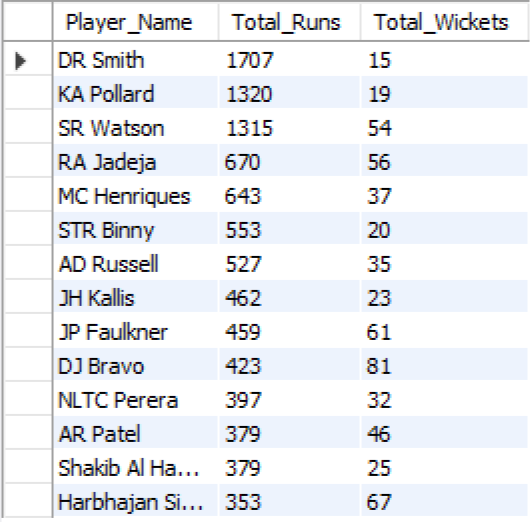 Player_Name Total_Runs Total_Wickets
DR Smith 1707 15
KA Pollard 1320 19
SR Watson 1315 54
RA Jadeja 670 56
MC Henriques 643 37
STR Binny 553 20
AD Russell 527 35
JH Kallis 462 23
JP Faulkner 459 61
DJ Bravo 423 81
NLTC Perera 397 32
AR Patel 379 46
Shakib Al Ha... 379 25
Harbhajan Si... 353 67